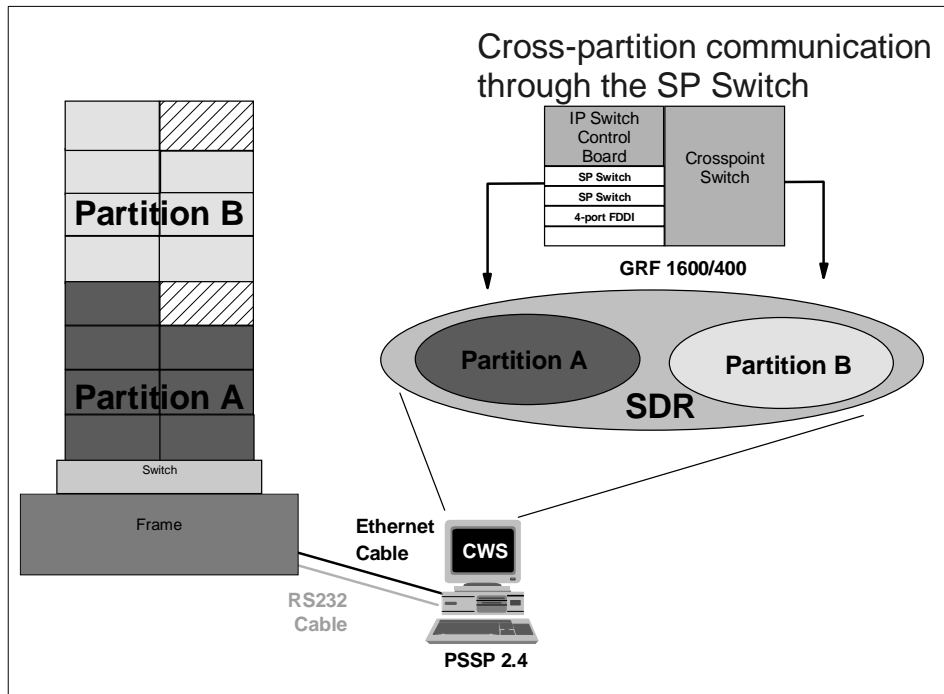 Cross-partition communication
through the SP Switch
IP Switch
Control
Board
SP Switch
SP Switch
4-port FDDI
Crosspoint
Switch
GRF 1600/400
Partition B
Partition A
Switch
Frame
Partition A
Partition B
SDR
Ethernet
Cable
RS232
Cable
CWS
PSSP 2.4